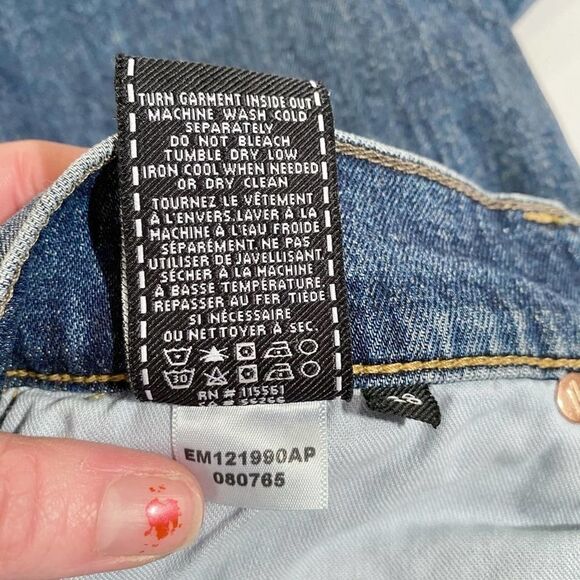 TURN GARMENT INSIDE OUT
MACHINE WASH COLD
SEPARATELY
DO NOT BLEACH
TUMBLE DRY LOW
IRON COOL WHEN NEEDED
OR DRY CLEAN
TOURNEZ LE VÊTEMENT
À L'ENVERS.LAVER À LA
MACHINE À L'EAU FROIDE
SÉPARÉMENT. NE PAS
UTILISER DE JAVELLISANT.
SÉCHER À LA MACHINE
À BASSE TEMPÉRATURE
REPASSER AU FER TIÈDE
SI NÉCESSAIRE
OU NETTOYER À SEC.
30
RN # 115561
EM121990AP
080765